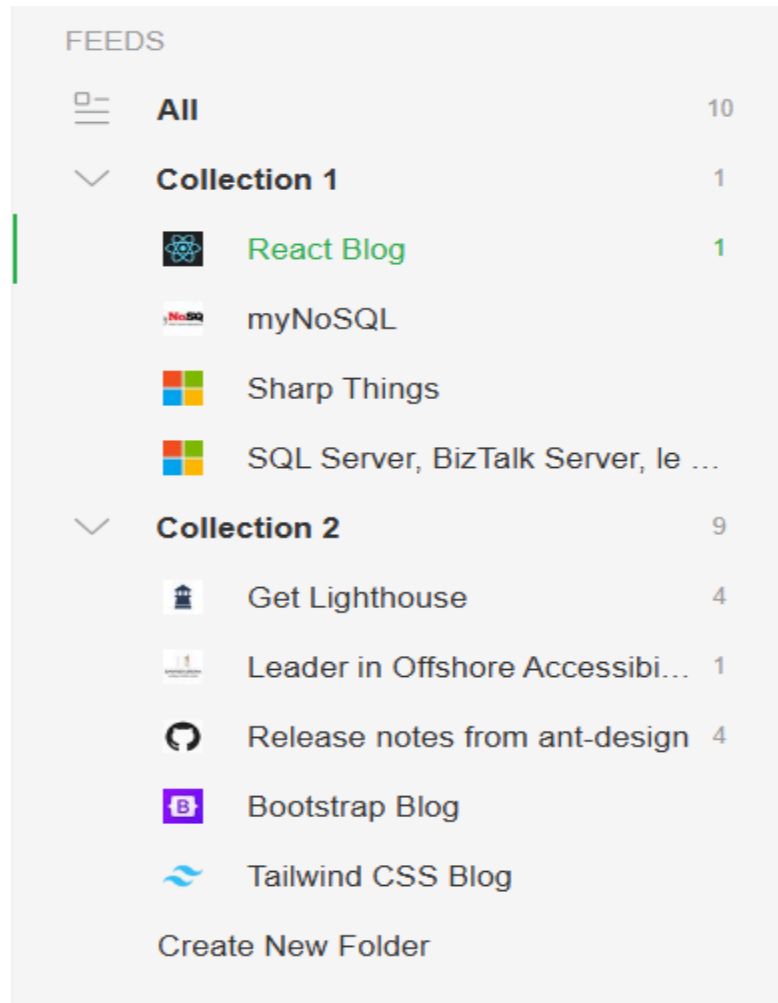 FEEDS
All 10
Collection 1 1
React Blog 1
NoSQ myNoSQL
Sharp Things
SQL Server, BizTalk Server, le ...
Collection 2 9
Get Lighthouse 4
Leader in Offshore Accessibi... 1
Release notes from ant-design 4
B Bootstrap Blog
Tailwind CSS Blog
Create New Folder